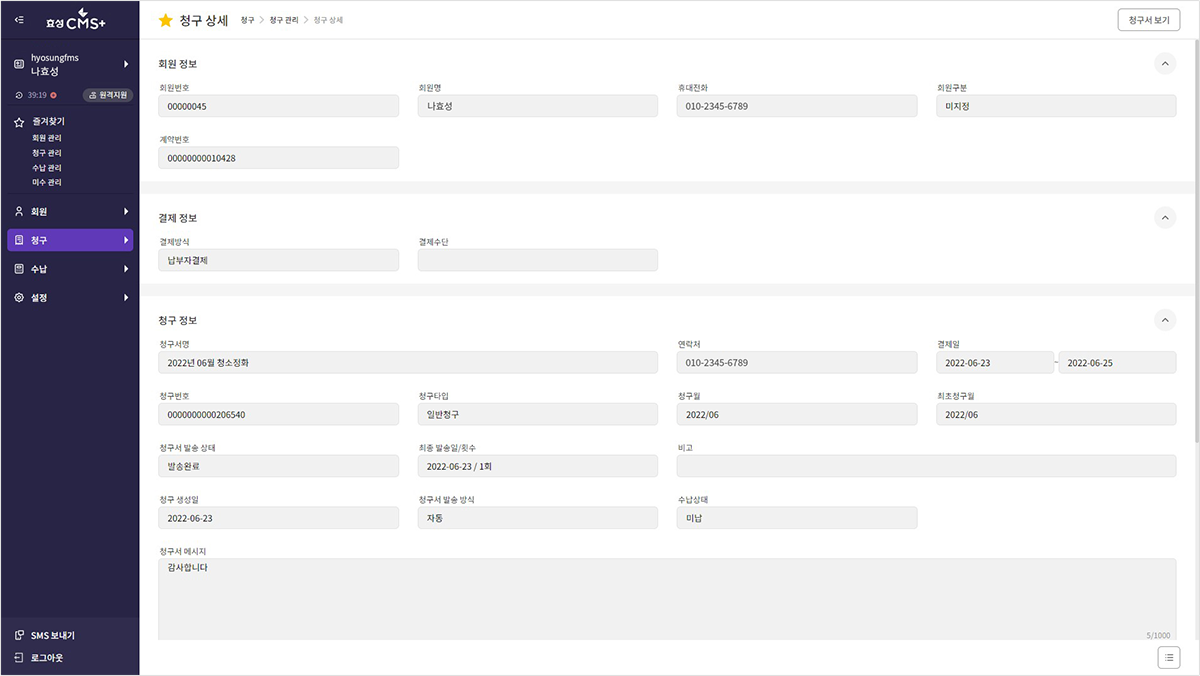 효성 CMS+
hyosungfms
나효성
39:19
원격지원
즐겨찾기
회원 관리
청구 관리
수납 관리
미수 관리
회원
청구
수납
설정
SMS 보내기
로그아웃
청구 상세
청구 > 청구 관리 > 청구 상세
청구서 보기
회원 정보
회원번호 회원명 휴대전화 회원구분
00000045 나효성 010-2345-6789 미지정
계약번호
00000000010428
결제 정보
결제방식 결제수단
납부자결제
청구 정보
청구서명 연락처 결제일
2022년 06월 청소정화 010-2345-6789 2022-06-23 ~ 2022-06-25
청구번호 청구타입 청구월 최초청구월
0000000000206540 일반청구 2022/06 2022/06
청구서 발송 상태 최종 발송일/횟수 비고
발송완료 2022-06-23 / 1회
청구 생성일 청구서 발송 방식 수납상태
2022-06-23 자동 미납
청구서 메시지
감사합니다
5/1000